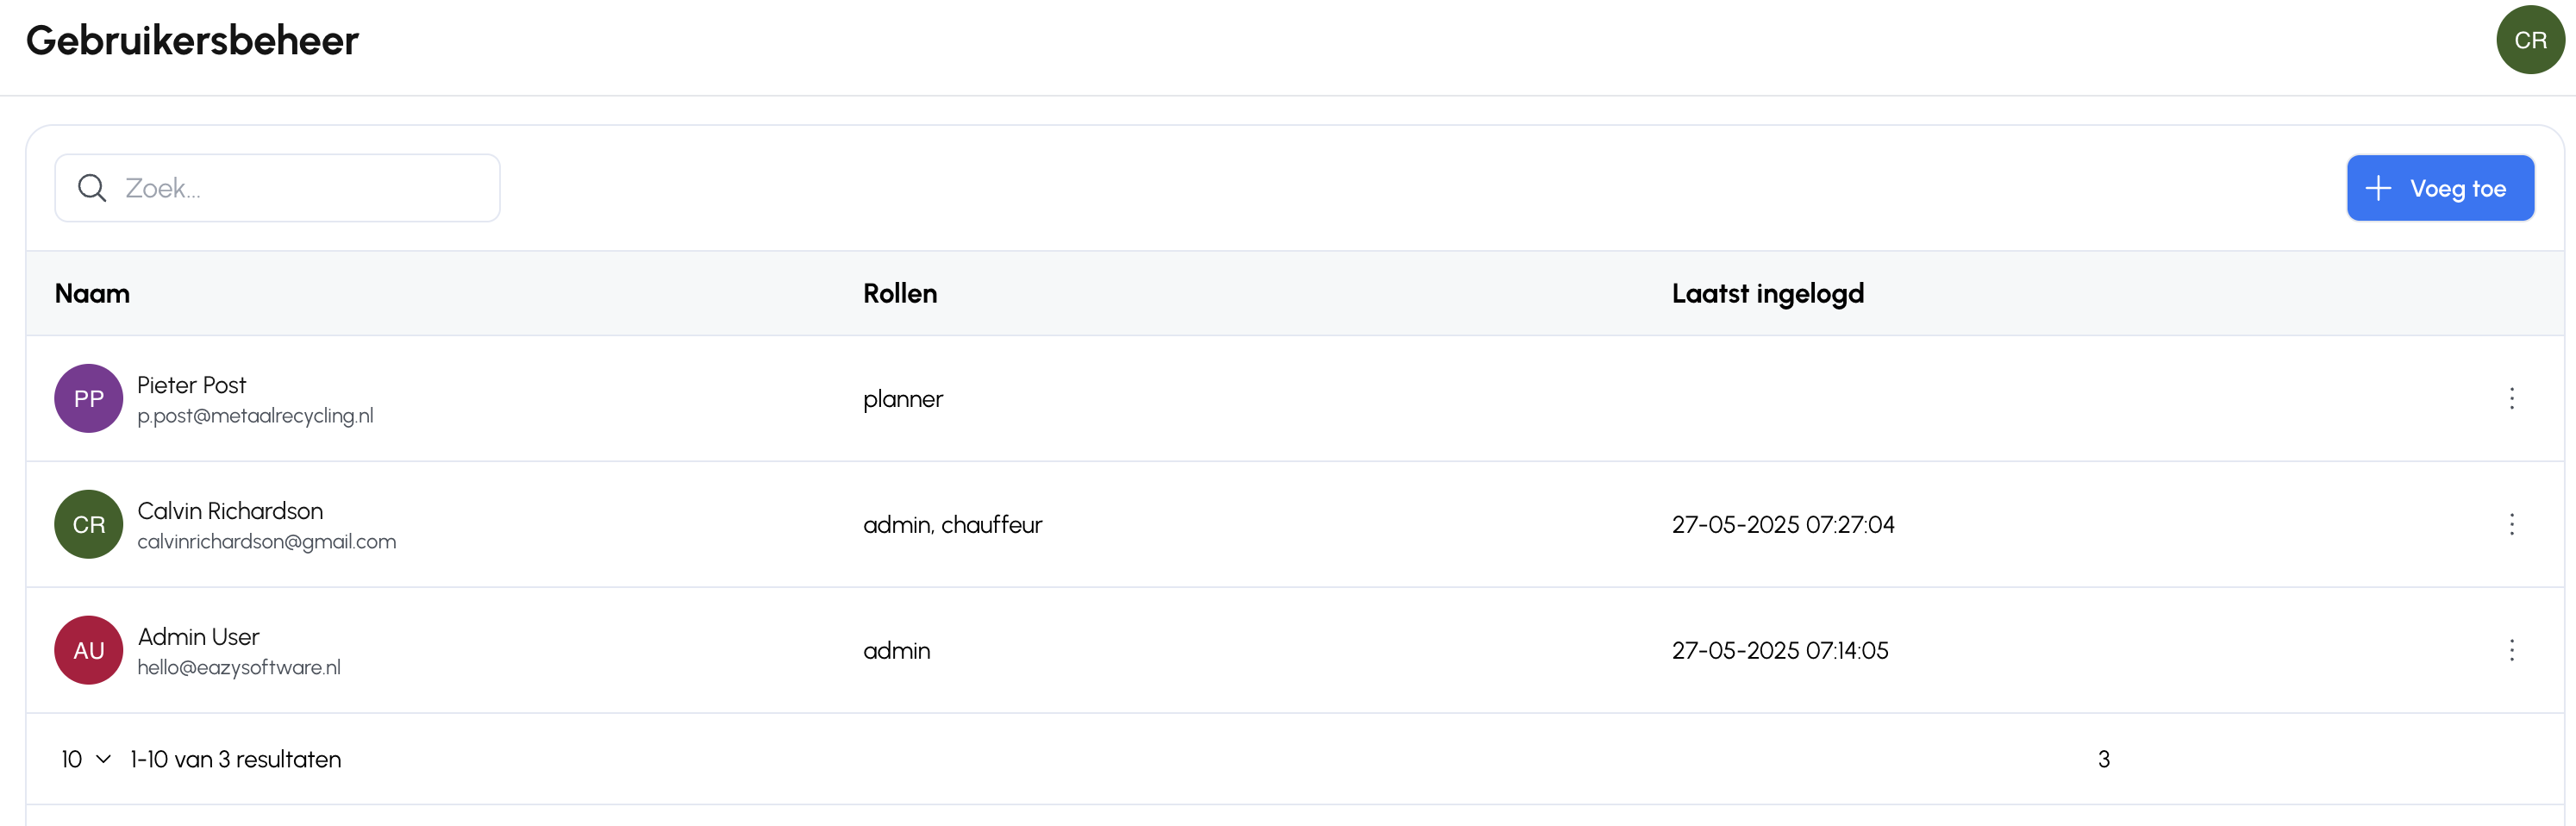 Gebruikersbeheer
CR
Zoek...
Voeg toe
Naam Rollen Laatst ingelogd
PP
Pieter Post
p.post@metaalrecycling.nl
planner
CR
Calvin Richardson
calvinrichardson@gmail.com
admin, chauffeur
27-05-2025 07:27:04
AU
Admin User
hello@eazysoftware.nl
admin
27-05-2025 07:14:05
10 1-10 van 3 resultaten 3